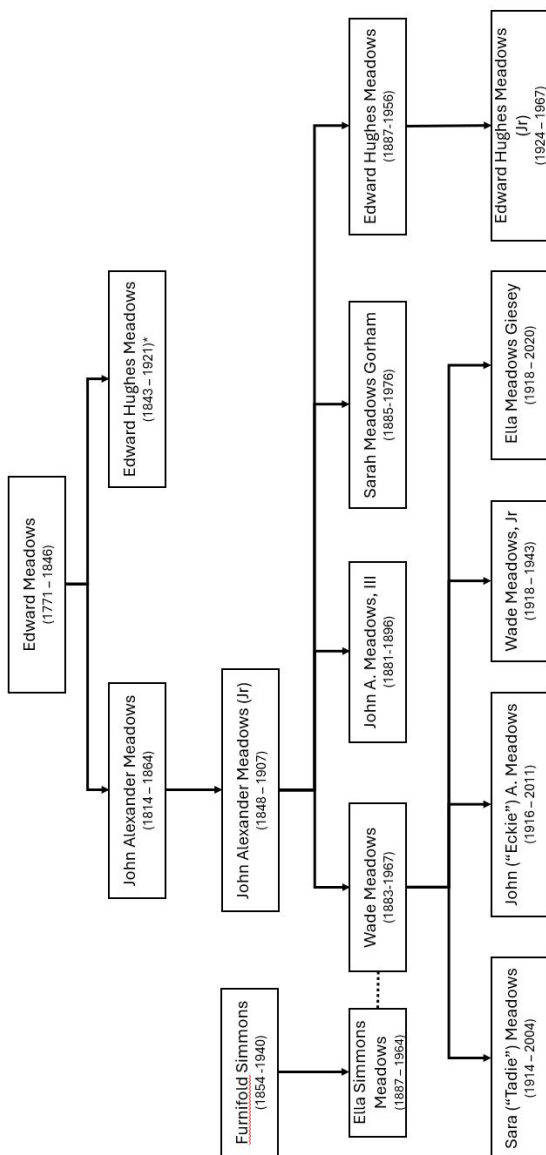 Edward Meadows
(1771 – 1846)
John Alexander Meadows
(1814 – 1864)
Edward Hughes Meadows
(1843 – 1921)*
Furnifold Simmons
(1854 -1940)
John Alexander Meadows (Jr)
(1848 – 1907)
Ella Simmons
Meadows
(1887 – 1964)
Wade Meadows
(1883-1967)
John A. Meadows, III
(1881-1896)
Sarah Meadows Gorham
(1885-1976)
Edward Hughes Meadows
(1887-1956)
Sara (“Tadie”) Meadows
(1914 – 2004)
John (“Eckie”) A. Meadows
(1916 – 2011)
Wade Meadows, Jr
(1918 – 1943)
Ella Meadows Giesey
(1918 – 2020)
Edward Hughes Meadows
(Jr)
(1924 – 1967)